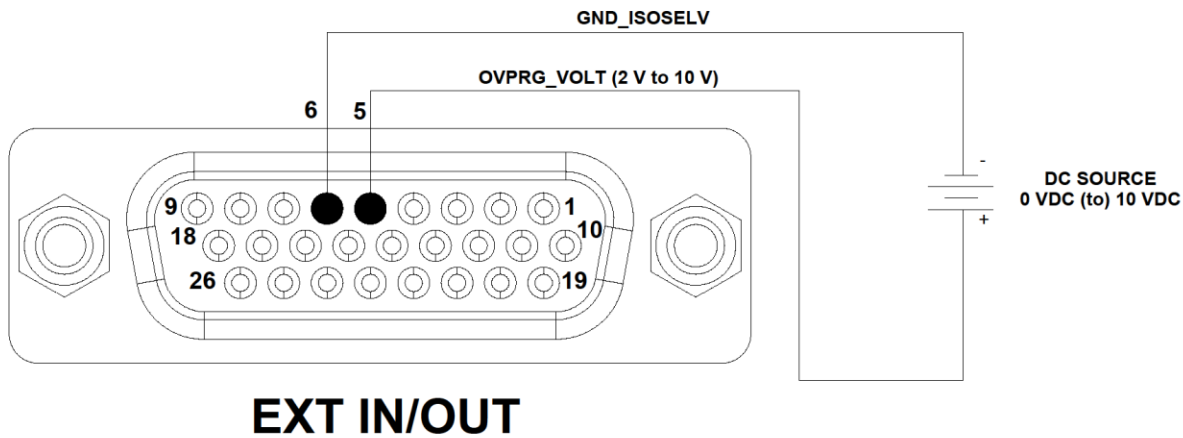 GND_ISOSELV
OVPRG_VOLT (2 V to 10 V)
6 5
-
DC SOURCE
0 VDC (to) 10 VDC
+
9 1
18 10
26 19
EXT IN/OUT